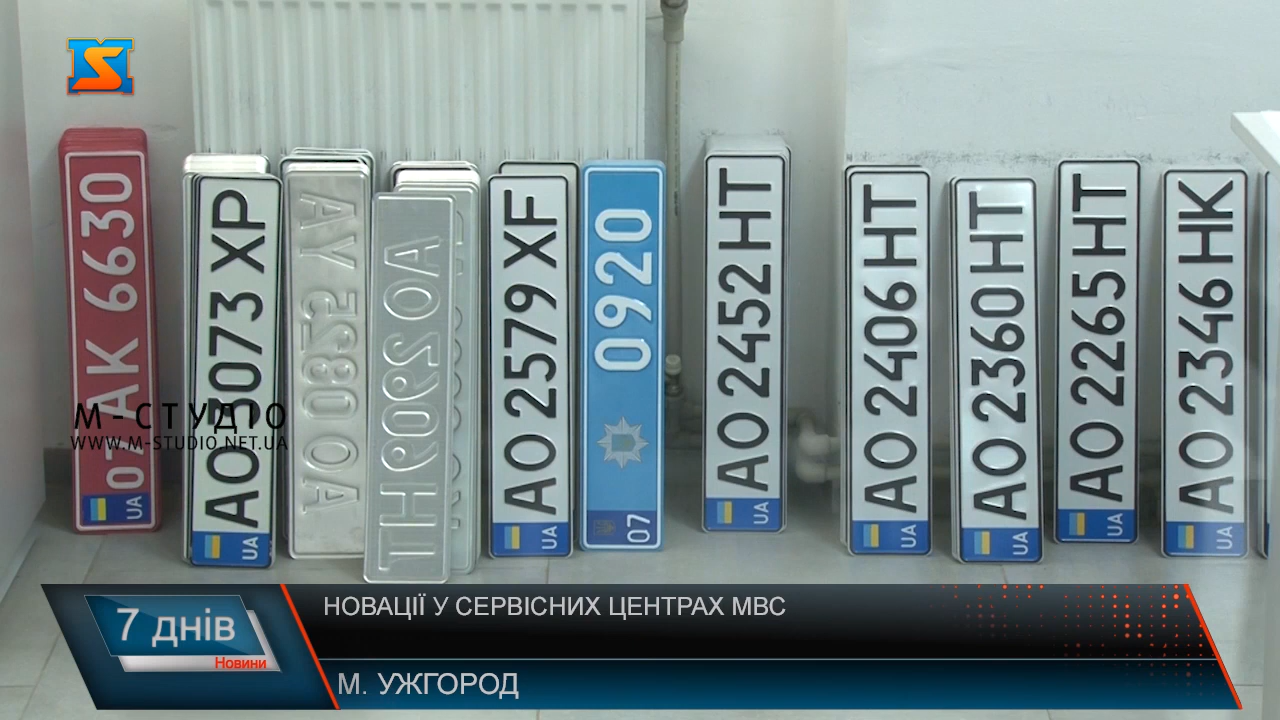 07 AK 6630
UA
AO 3073 XP
UA
AO 2579 XF
UA
0920
07
AO 2452 HT
UA
AO 2406 HT
UA
AO 2360 HT
UA
AO 2265 HT
UA
AO 2346 HK
UA
М-СТУДІО
WWW.M-STUDIO.NET.UA
7 днів
Новини
НОВАЦІЇ У СЕРВІСНИХ ЦЕНТРАХ МВС
М. УЖГОРОД